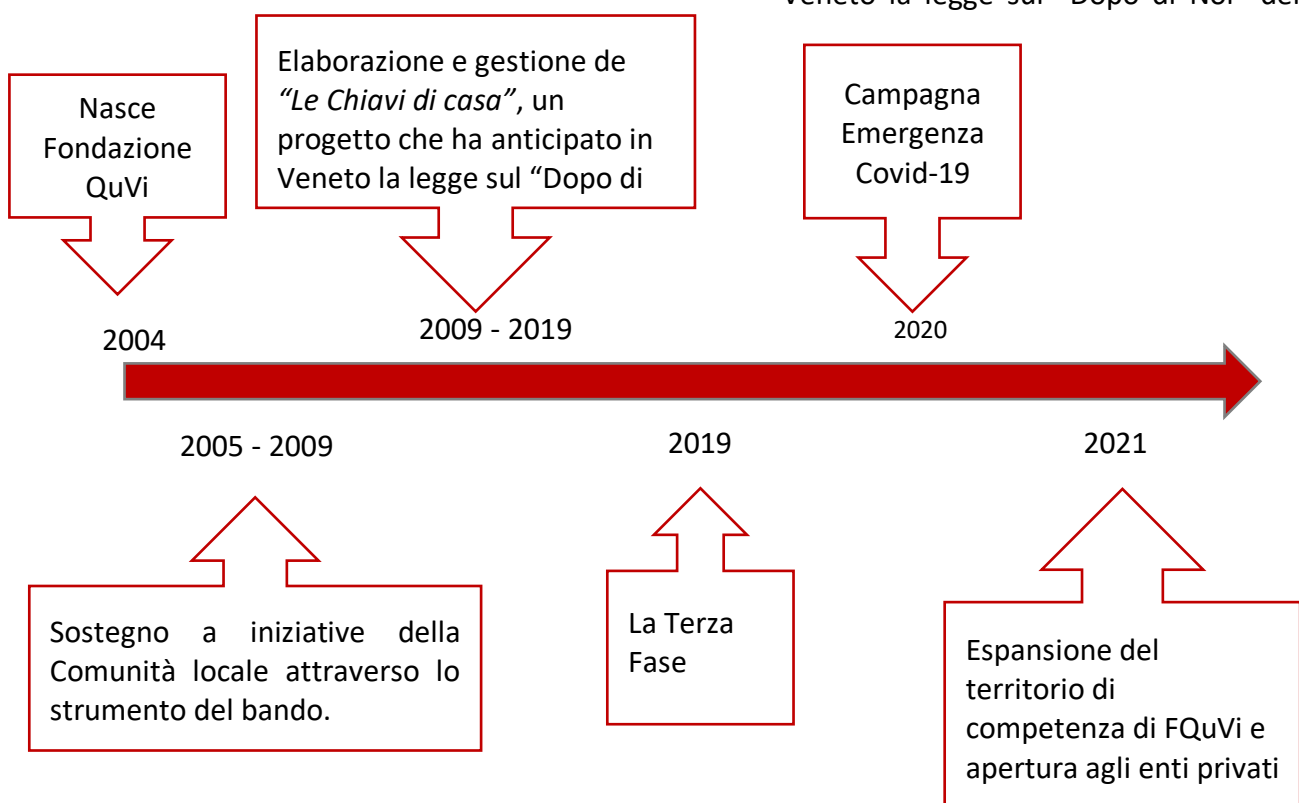 Veneto la legge sul “Dopo di Noi” del
Nasce
Fondazione
QuVi
Elaborazione e gestione de
“Le Chiavi di casa”, un
progetto che ha anticipato in
Veneto la legge sul “Dopo di
Campagna
Emergenza
Covid-19
2004
2009 - 2019
2020
2005 - 2009
2019
2021
Sostegno a iniziative della
Comunità locale attraverso lo
strumento del bando.
La Terza
Fase
Espansione del
territorio di
competenza di FQuVi e
apertura agli enti privati